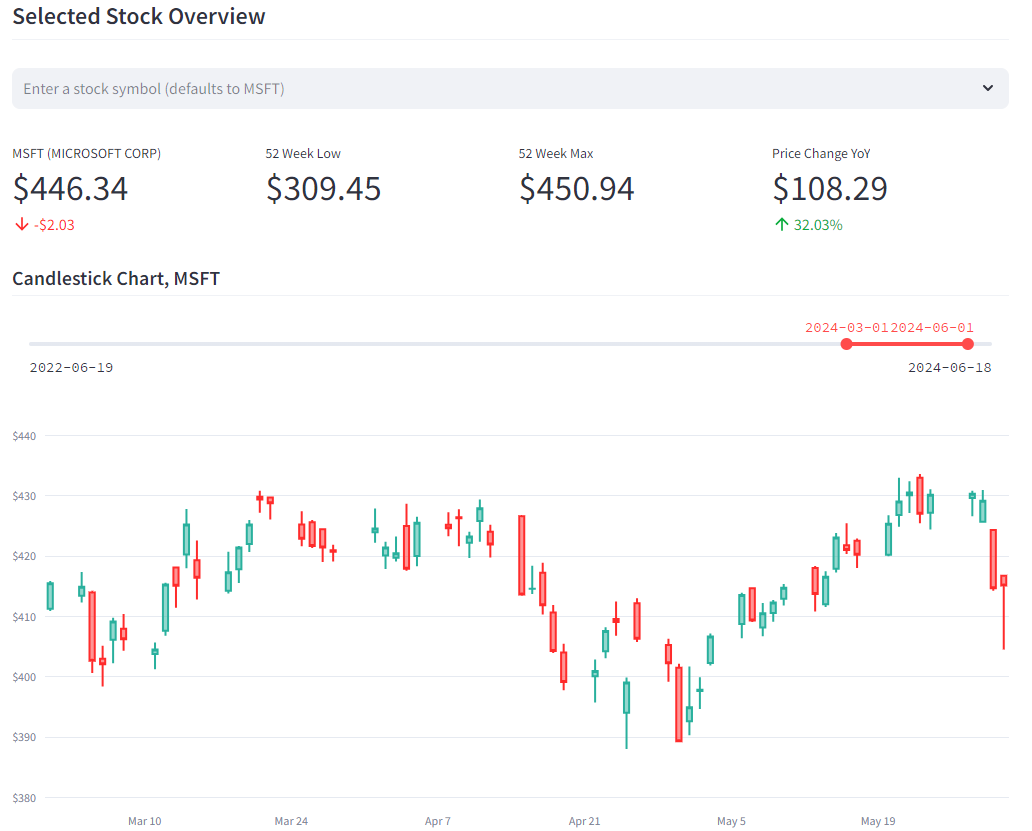 Selected Stock Overview
Enter a stock symbol (defaults to MSFT)
MSFT (MICROSOFT CORP) 52 Week Low 52 Week Max Price Change YoY
$446.34 $309.45 $450.94 $108.29
-$2.03 32.03%
Candlestick Chart, MSFT
2024-03-01 2024-06-01
2022-06-19 2024-06-18
$440
$430
$420
$410
$400
$390
$380
Mar 10 Mar 24 Apr 7 Apr 21 May 5 May 19